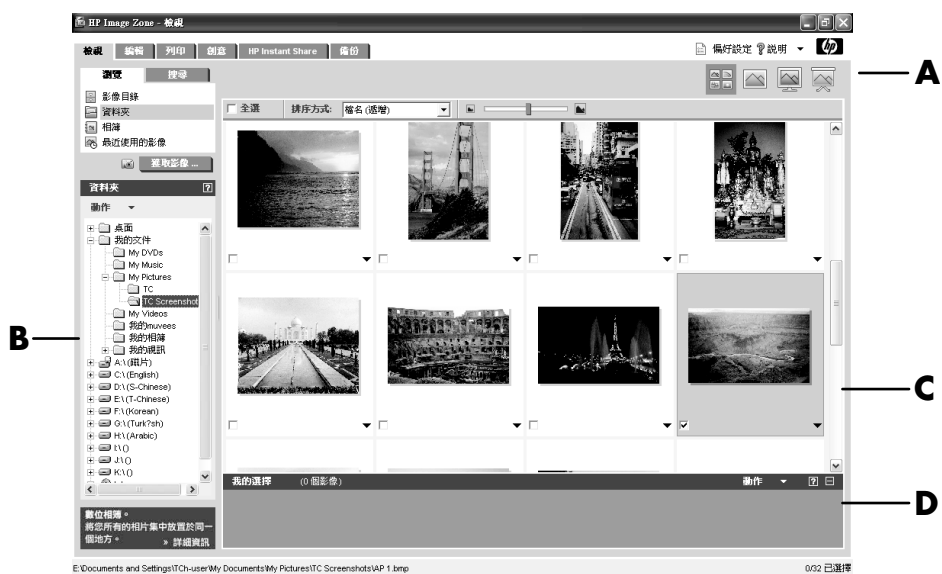 HP Image Zone - 檢視
檢視 編輯 列印 創意 HP Instant Share 備份
偏好設定 說明
瀏覽 搜尋
影像目錄
資料夾
相簿
最近使用的影像
獲取影像 ...
全選 排序方式: 檔名 (遞增)
A
資料夾
動作
桌面
我的文件
My DVDs
My Music
My Pictures
TC
TC Screenshot
My Videos
我的muvees
我的相簿
我的視訊
A:\ (磁片)
C:\ (English)
D:\ (S-Chinese)
E:\ (T-Chinese)
F:\ (Korean)
G:\ (Turk?sh)
H:\ (Arabic)
I:\ ()
J:\ ()
K:\ ()
B
C
我的選擇 (0 個影像) 動作
D
數位相簿。
將您所有的相片集中放置於同一個地方。
» 詳細資訊
E:\Documents and Settings\TCh-user\My Documents\My Pictures\TC Screenshots\AP 1.bmp
0/32 已選擇